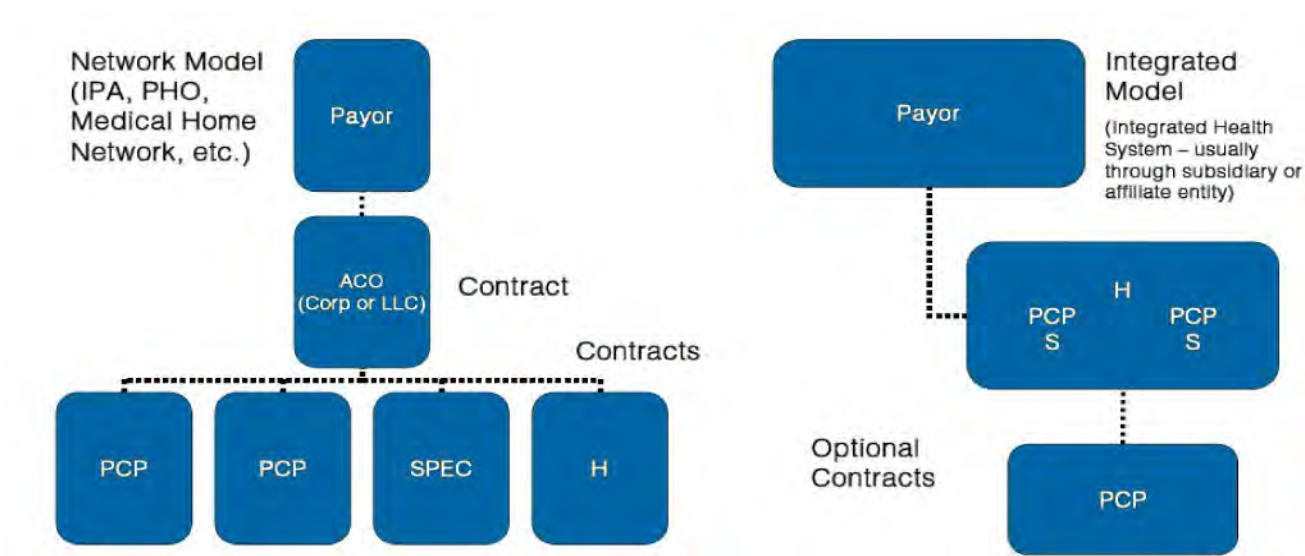 Network Model
(IPA, PHO,
Medical Home
Network, etc.)
Payor
ACO
(Corp or LLC)
Contract
Contracts
PCP
PCP
SPEC
H
Payor
Integrated
Model
(Integrated Health
System – usually
through subsidiary or
affiliate entity)
H
PCP
S
PCP
S
Optional
Contracts
PCP